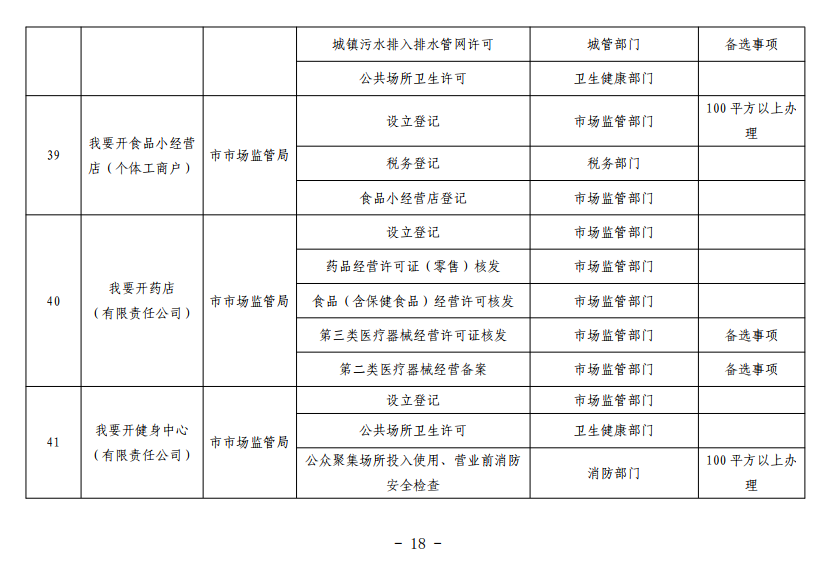 城镇污水排入排水管网许可 城管部门 备选事项
公共场所卫生许可 卫生健康部门
39 我要开食品小经营店（个体工商户） 市市场监管局 设立登记 市场监管部门 100 平方以上办理
税务登记 税务部门
食品小经营店登记 市场监管部门
40 我要开药店（有限责任公司） 市市场监管局 设立登记 市场监管部门
药品经营许可证（零售）核发 市场监管部门
食品（含保健食品）经营许可核发 市场监管部门
第三类医疗器械经营许可证核发 市场监管部门 备选事项
第二类医疗器械经营备案 市场监管部门 备选事项
41 我要开健身中心（有限责任公司） 市市场监管局 设立登记 市场监管部门
公共场所卫生许可 卫生健康部门
公众聚集场所投入使用、营业前消防安全检查 消防部门 100 平方以上办理
- 18 -